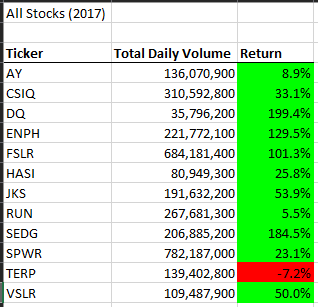 All Stocks (2017)
Ticker Total Daily Volume Return
AY 136,070,900 8.9%
CSIQ 310,592,800 33.1%
DQ 35,796,200 199.4%
ENPH 221,772,100 129.5%
FSLR 684,181,400 101.3%
HASI 80,949,300 25.8%
JKS 191,632,200 53.9%
RUN 267,681,300 5.5%
SEDG 206,885,200 184.5%
SPWR 782,187,000 23.1%
TERP 139,402,800 -7.2%
VSLR 109,487,900 50.0%